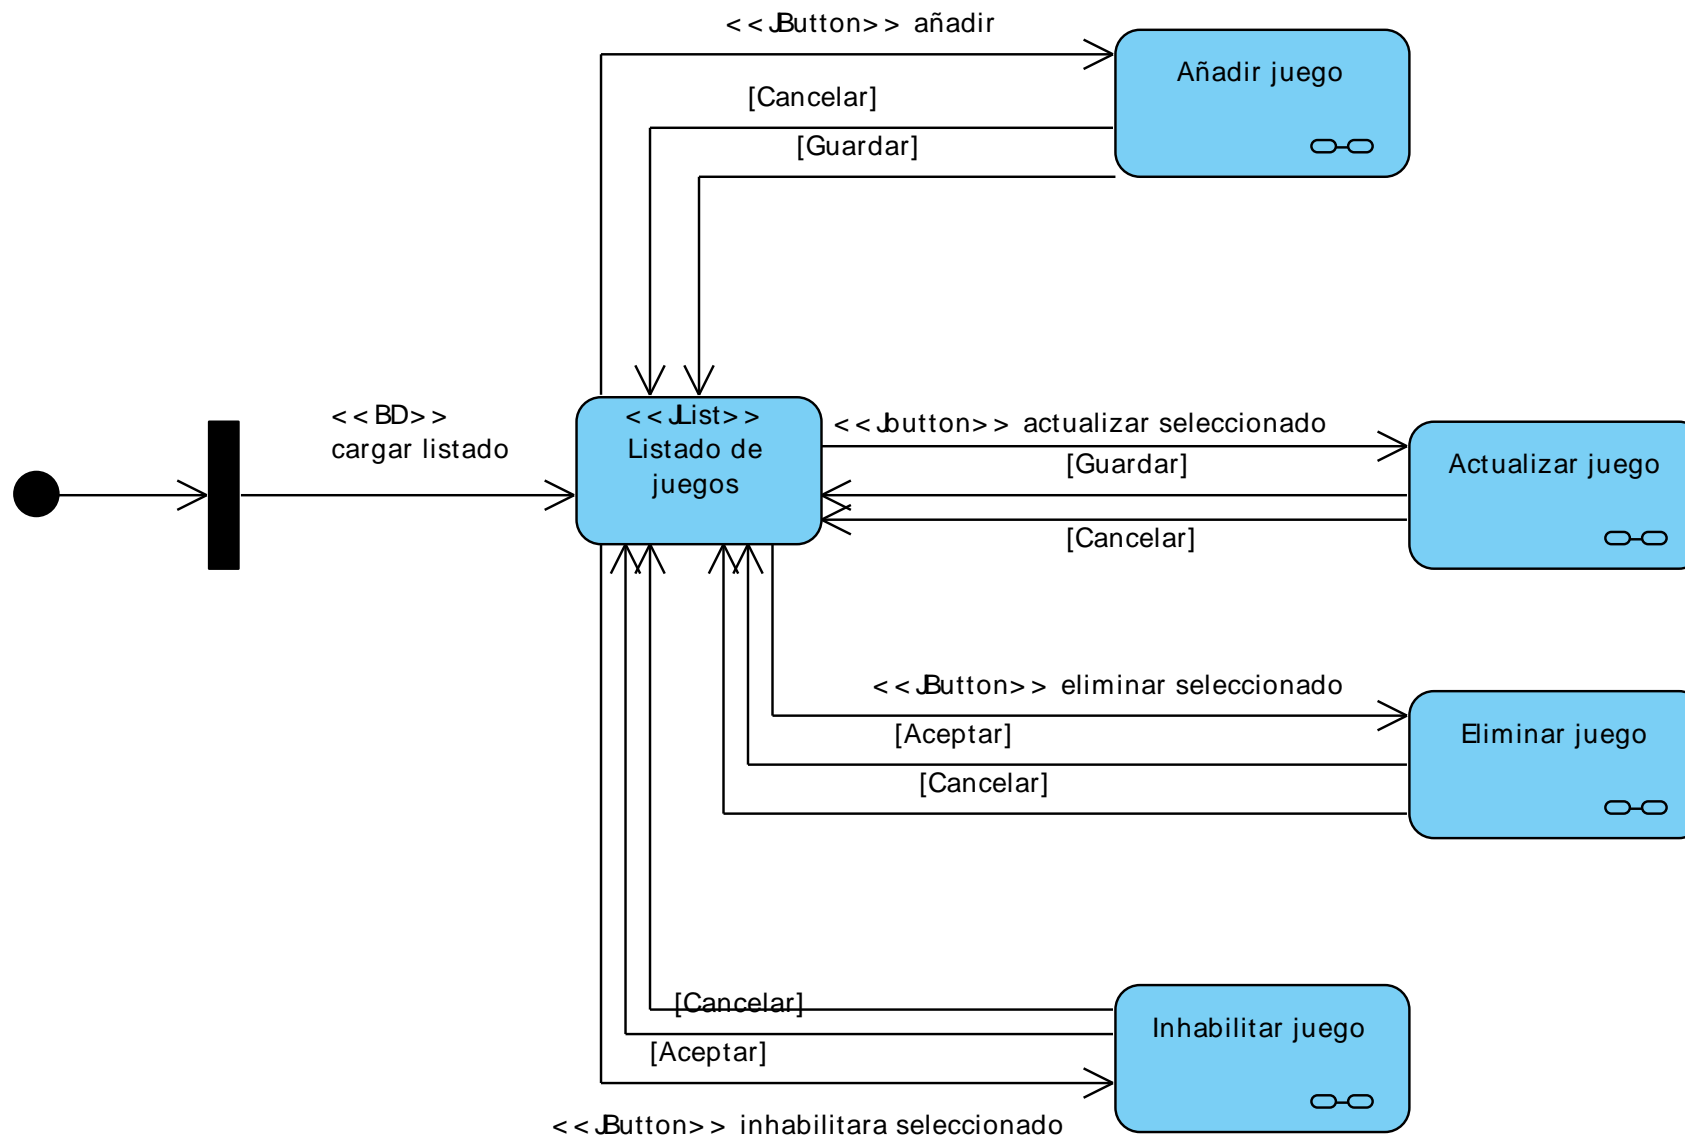 <<JButton>> añadir
Añadir juego
[Cancelar]
[Guardar]
<<BD>>
cargar listado
<<JList>>
Listado de
juegos
<<Jbutton>> actualizar seleccionado
[Guardar]
[Cancelar]
Actualizar juego
<<JButton>> eliminar seleccionado
[Aceptar]
[Cancelar]
Eliminar juego
[Cancelar]
[Aceptar]
Inhabilitar juego
<<JButton>> inhabilitara seleccionado